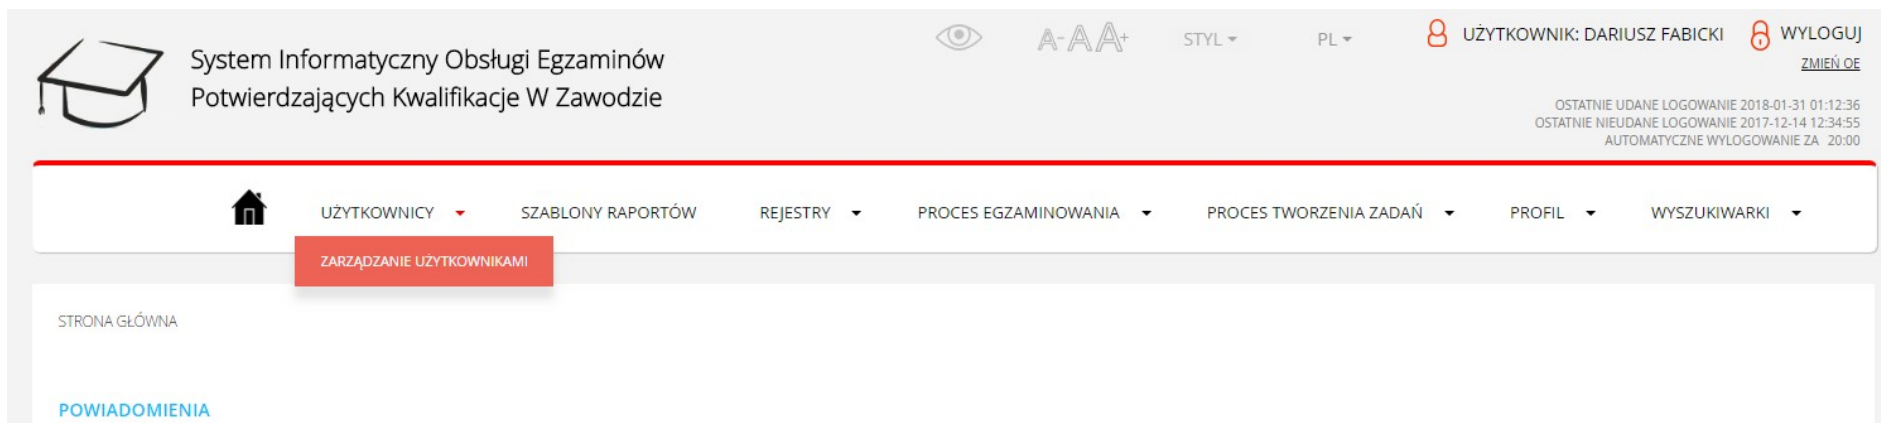 System Informatyczny Obsługi Egzaminów
Potwierdzających Kwalifikacje W Zawodzie
A- A A+
STYL
PL
UŻYTKOWNIK: DARIUSZ FABICKI
WYLOGUJ
ZMIEŃ OE
OSTATNIE UDANE LOGOWANIE 2018-01-31 01:12:36
OSTATNIE NIEUDANE LOGOWANIE 2017-12-14 12:34:55
AUTOMATYCZNE WYLOGOWANIE ZA 20:00
UŻYTKOWNICY
SZABLONY RAPORTÓW
REJESTRY
PROCES EGZAMINOWANIA
PROCES TWORZENIA ZADAŃ
PROFIL
WYSZUKIWARKI
ZARZĄDZANIE UŻYTKOWNIKAMI
STRONA GŁÓWNA
POWIADOMIENIA